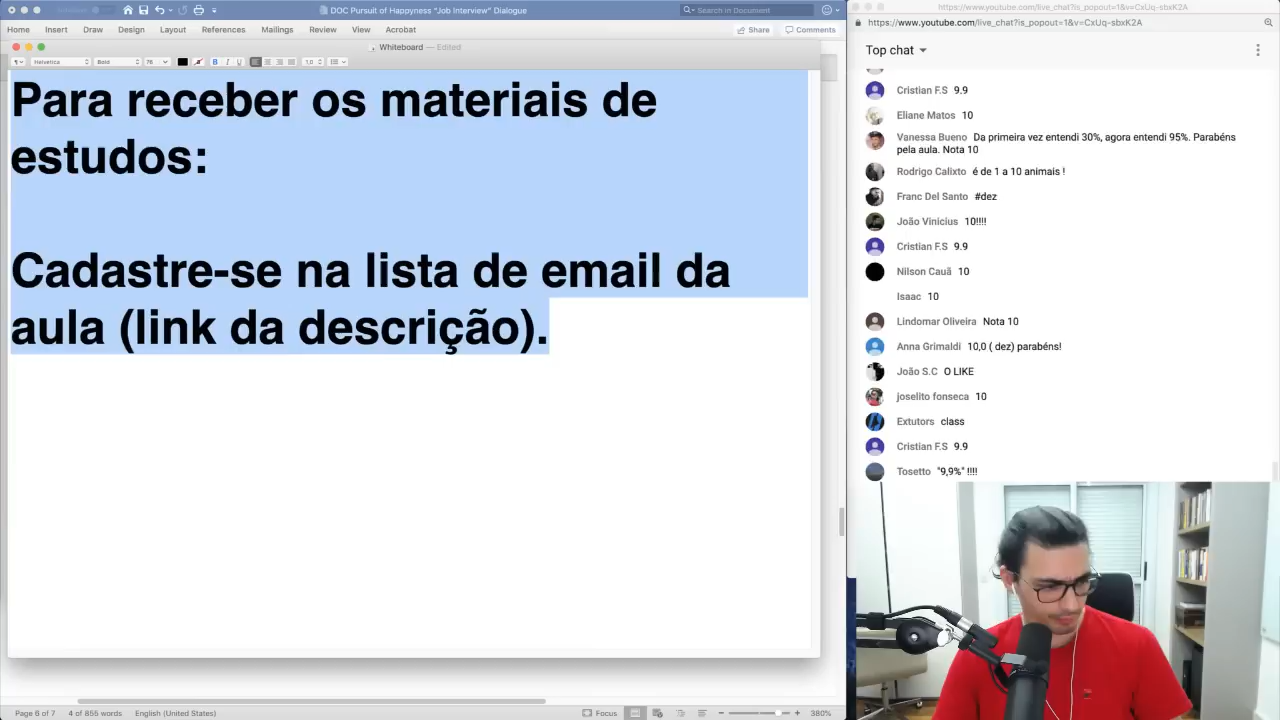 DOC Pursuit of Happyness "Job Interview" Dialogue
Search in Document
Home Insert Draw Design Layout References Mailings Review View Acrobat
Share Comments
Whiteboard — Edited
Helvetica Bold 76 B I U 1,0
Para receber os materiais de
estudos:
Cadastre-se na lista de email da
aula (link da descrição).
Page 6 of 7 4 of 855 words English (United States)
Focus 380%
https://www.youtube.com/live_chat?is_popout=1&v=CxUq-sbxK2A
https://www.youtube.com/live_chat?is_popout=1&v=CxUq-sbxK2A
Top chat
Cristian F.S 9.9
Eliane Matos 10
Vanessa Bueno Da primeira vez entendi 30%, agora entendi 95%. Parabéns
pela aula. Nota 10
Rodrigo Calixto é de 1 a 10 animais !
Franc Del Santo #dez
João Vinicius 10!!!!
Cristian F.S 9.9
Nilson Cauã 10
Isaac 10
Lindomar Oliveira Nota 10
Anna Grimaldi 10,0 ( dez) parabéns!
João S.C O LIKE
joselito fonseca 10
Extutors class
Cristian F.S 9.9
Tosetto "9,9%" !!!!